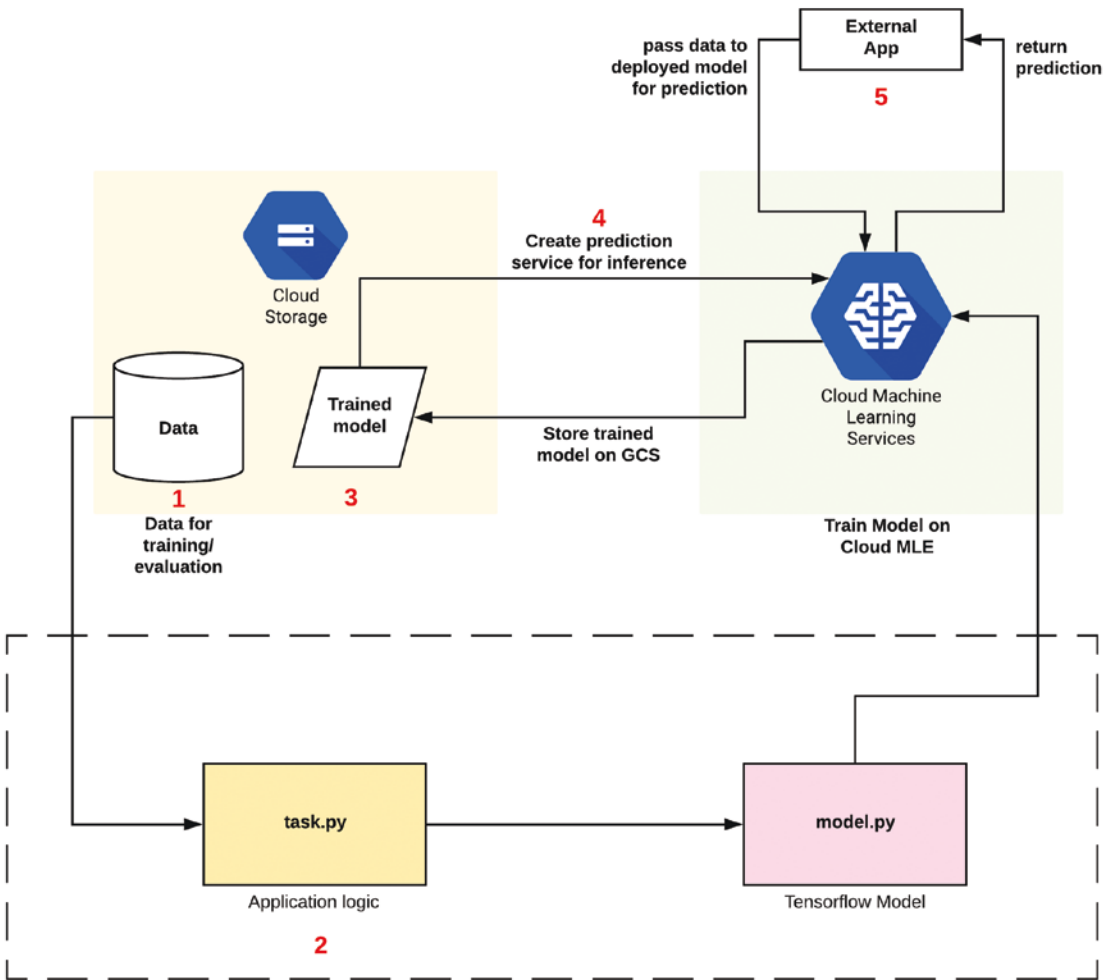 External
App
5
pass data to
deployed model
for prediction
return
prediction
4
Create prediction
service for inference
Cloud
Storage
Data
1
Data for
training/
evaluation
Trained
model
3
Store trained
model on GCS
Cloud Machine
Learning
Services
Train Model on
Cloud MLE
task.py
Application logic
2
model.py
Tensorflow Model